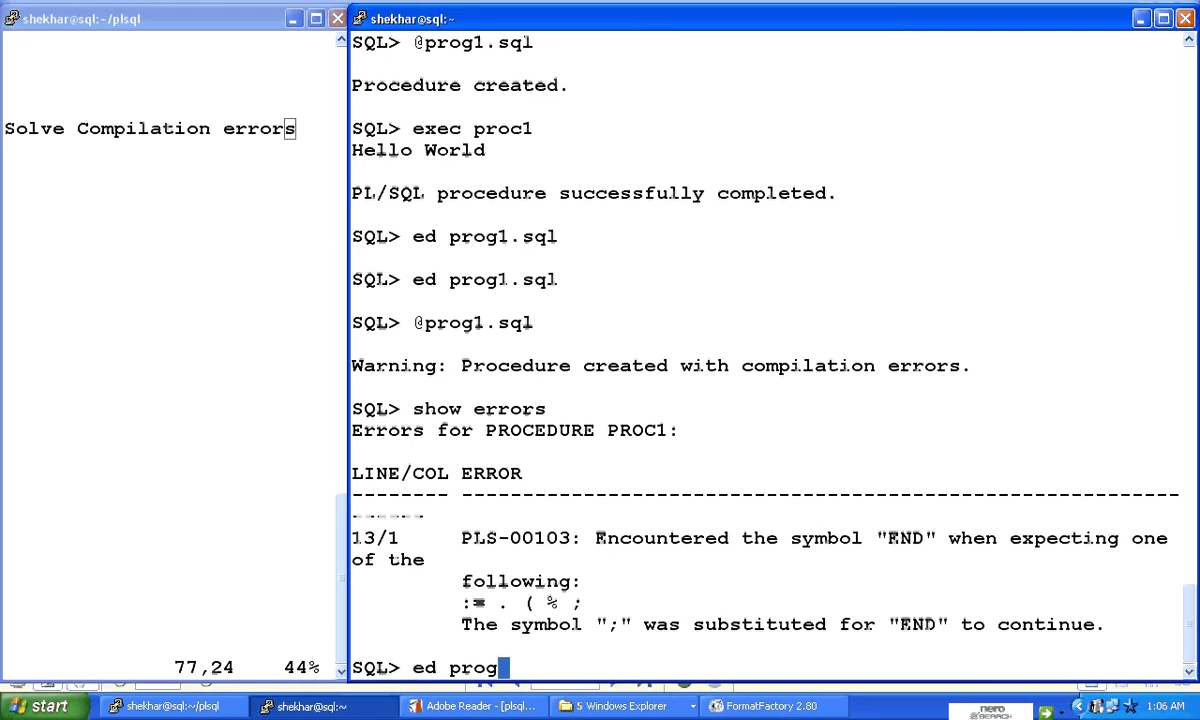 shekhar@sql:~/plsql
shekhar@sql:~
Solve Compilation errors
77,24 44%
SQL> @prog1.sql
Procedure created.
SQL> exec proc1
Hello World
PL/SQL procedure successfully completed.
SQL> ed prog1.sql
SQL> ed prog1.sql
SQL> @prog1.sql
Warning: Procedure created with compilation errors.
SQL> show errors
Errors for PROCEDURE PROC1:
LINE/COL ERROR
-------- -----------------------------------------------------------
------
13/1 PLS-00103: Encountered the symbol "END" when expecting one
of the
following:
:= . ( % ;
The symbol ";" was substituted for "END" to continue.
SQL> ed prog
start shekhar@sql:~/plsql shekhar@sql:~ Adobe Reader - [plsql... 5 Windows Explorer FormatFactory 2.80 nero SEARCH 1:06 AM